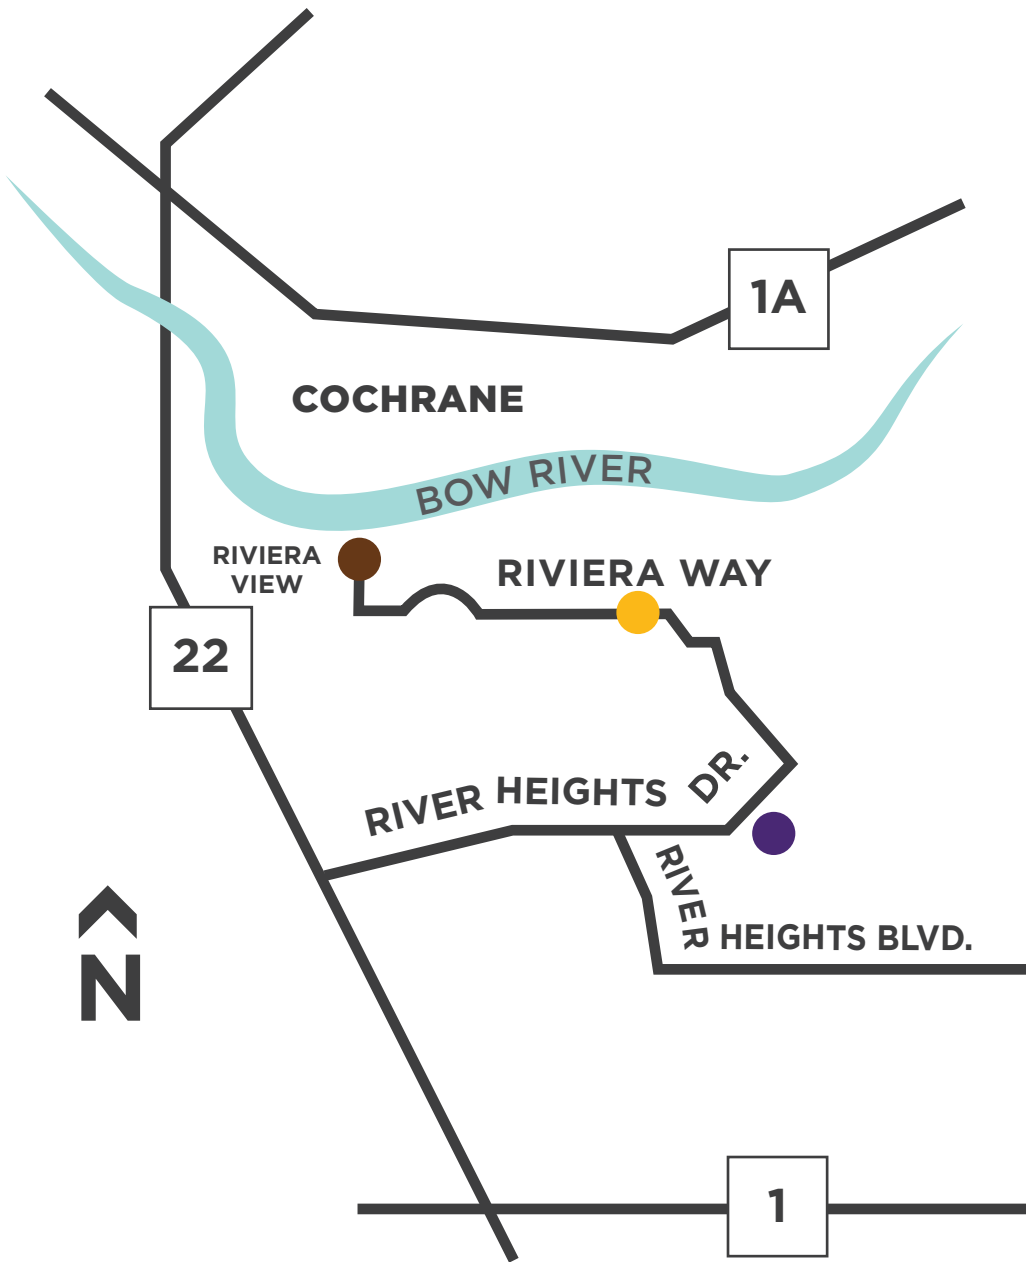 1A
COCHRANE
BOW RIVER
RIVIERA
VIEW
RIVIERA WAY
22
RIVER HEIGHTS DR.
RIVER HEIGHTS BLVD.
N
1